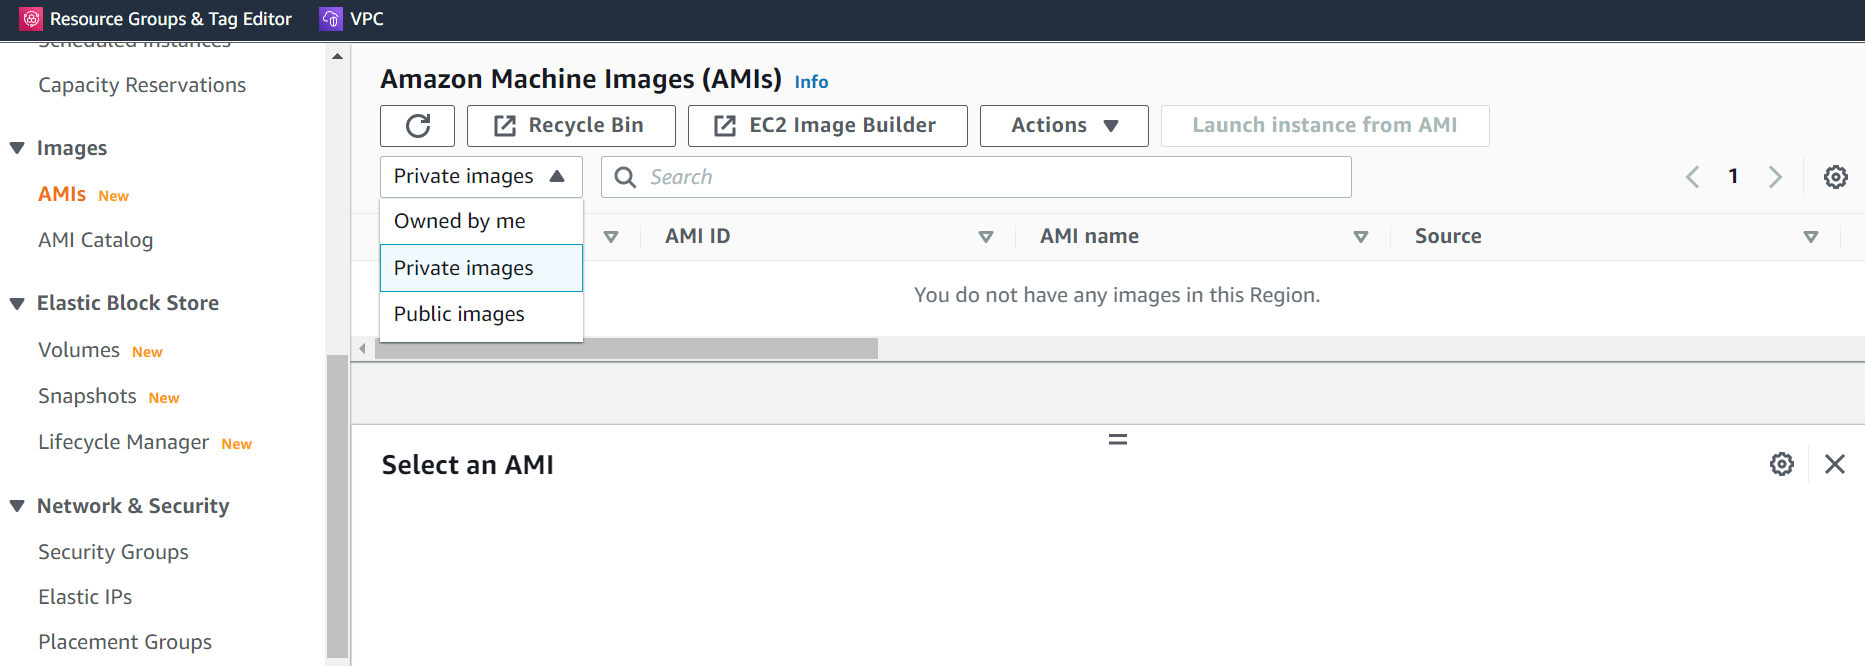 Resource Groups & Tag Editor VPC
Scheduled Instances
Capacity Reservations
Images
AMIs New
AMI Catalog
Elastic Block Store
Volumes New
Snapshots New
Lifecycle Manager New
Network & Security
Security Groups
Elastic IPs
Placement Groups
Amazon Machine Images (AMIs) Info
Recycle Bin EC2 Image Builder Actions Launch instance from AMI
Private images Search 1
Owned by me
Private images
Public images
AMI ID AMI name Source
You do not have any images in this Region.
Select an AMI